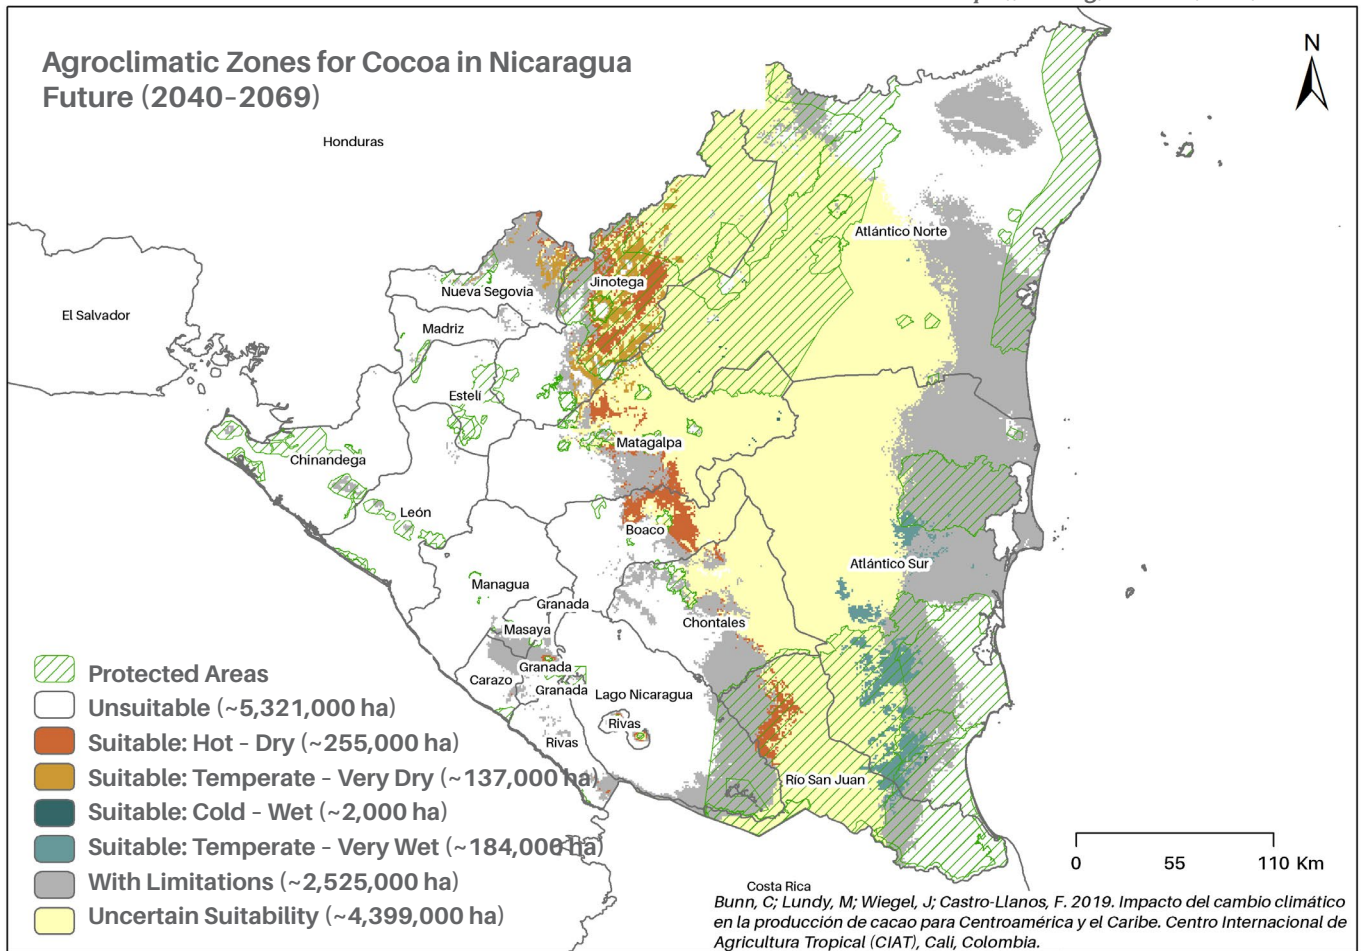 Agroclimatic Zones for Cocoa in Nicaragua
Future (2040–2069)
N
Honduras
Atlántico Norte
Jinotega
Nueva Segovia
El Salvador
Madriz
Estelí
Matagalpa
Chinandega
León
Boaco
Atlántico Sur
Managua
Granada
Chontales
Masaya
Granada
Carazo
Granada
Lago Nicaragua
Rivas
Rivas
Río San Juan
Protected Areas
Unsuitable (~5,321,000 ha)
Suitable: Hot – Dry (~255,000 ha)
Suitable: Temperate – Very Dry (~137,000 ha)
Suitable: Cold – Wet (~2,000 ha)
Suitable: Temperate – Very Wet (~184,000 ha)
With Limitations (~2,525,000 ha)
Uncertain Suitability (~4,399,000 ha)
0 55 110 Km
Costa Rica
Bunn, C; Lundy, M; Wiegel, J; Castro-Llanos, F. 2019. Impacto del cambio climático
en la producción de cacao para Centroamérica y el Caribe. Centro Internacional de
Agricultura Tropical (CIAT), Cali, Colombia.